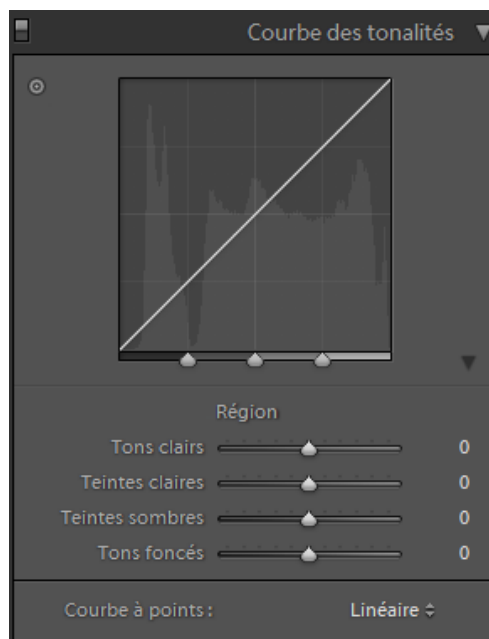 Courbe des tonalités
Région
Tons clairs 0
Teintes claires 0
Teintes sombres 0
Tons foncés 0
Courbe à points : Linéaire